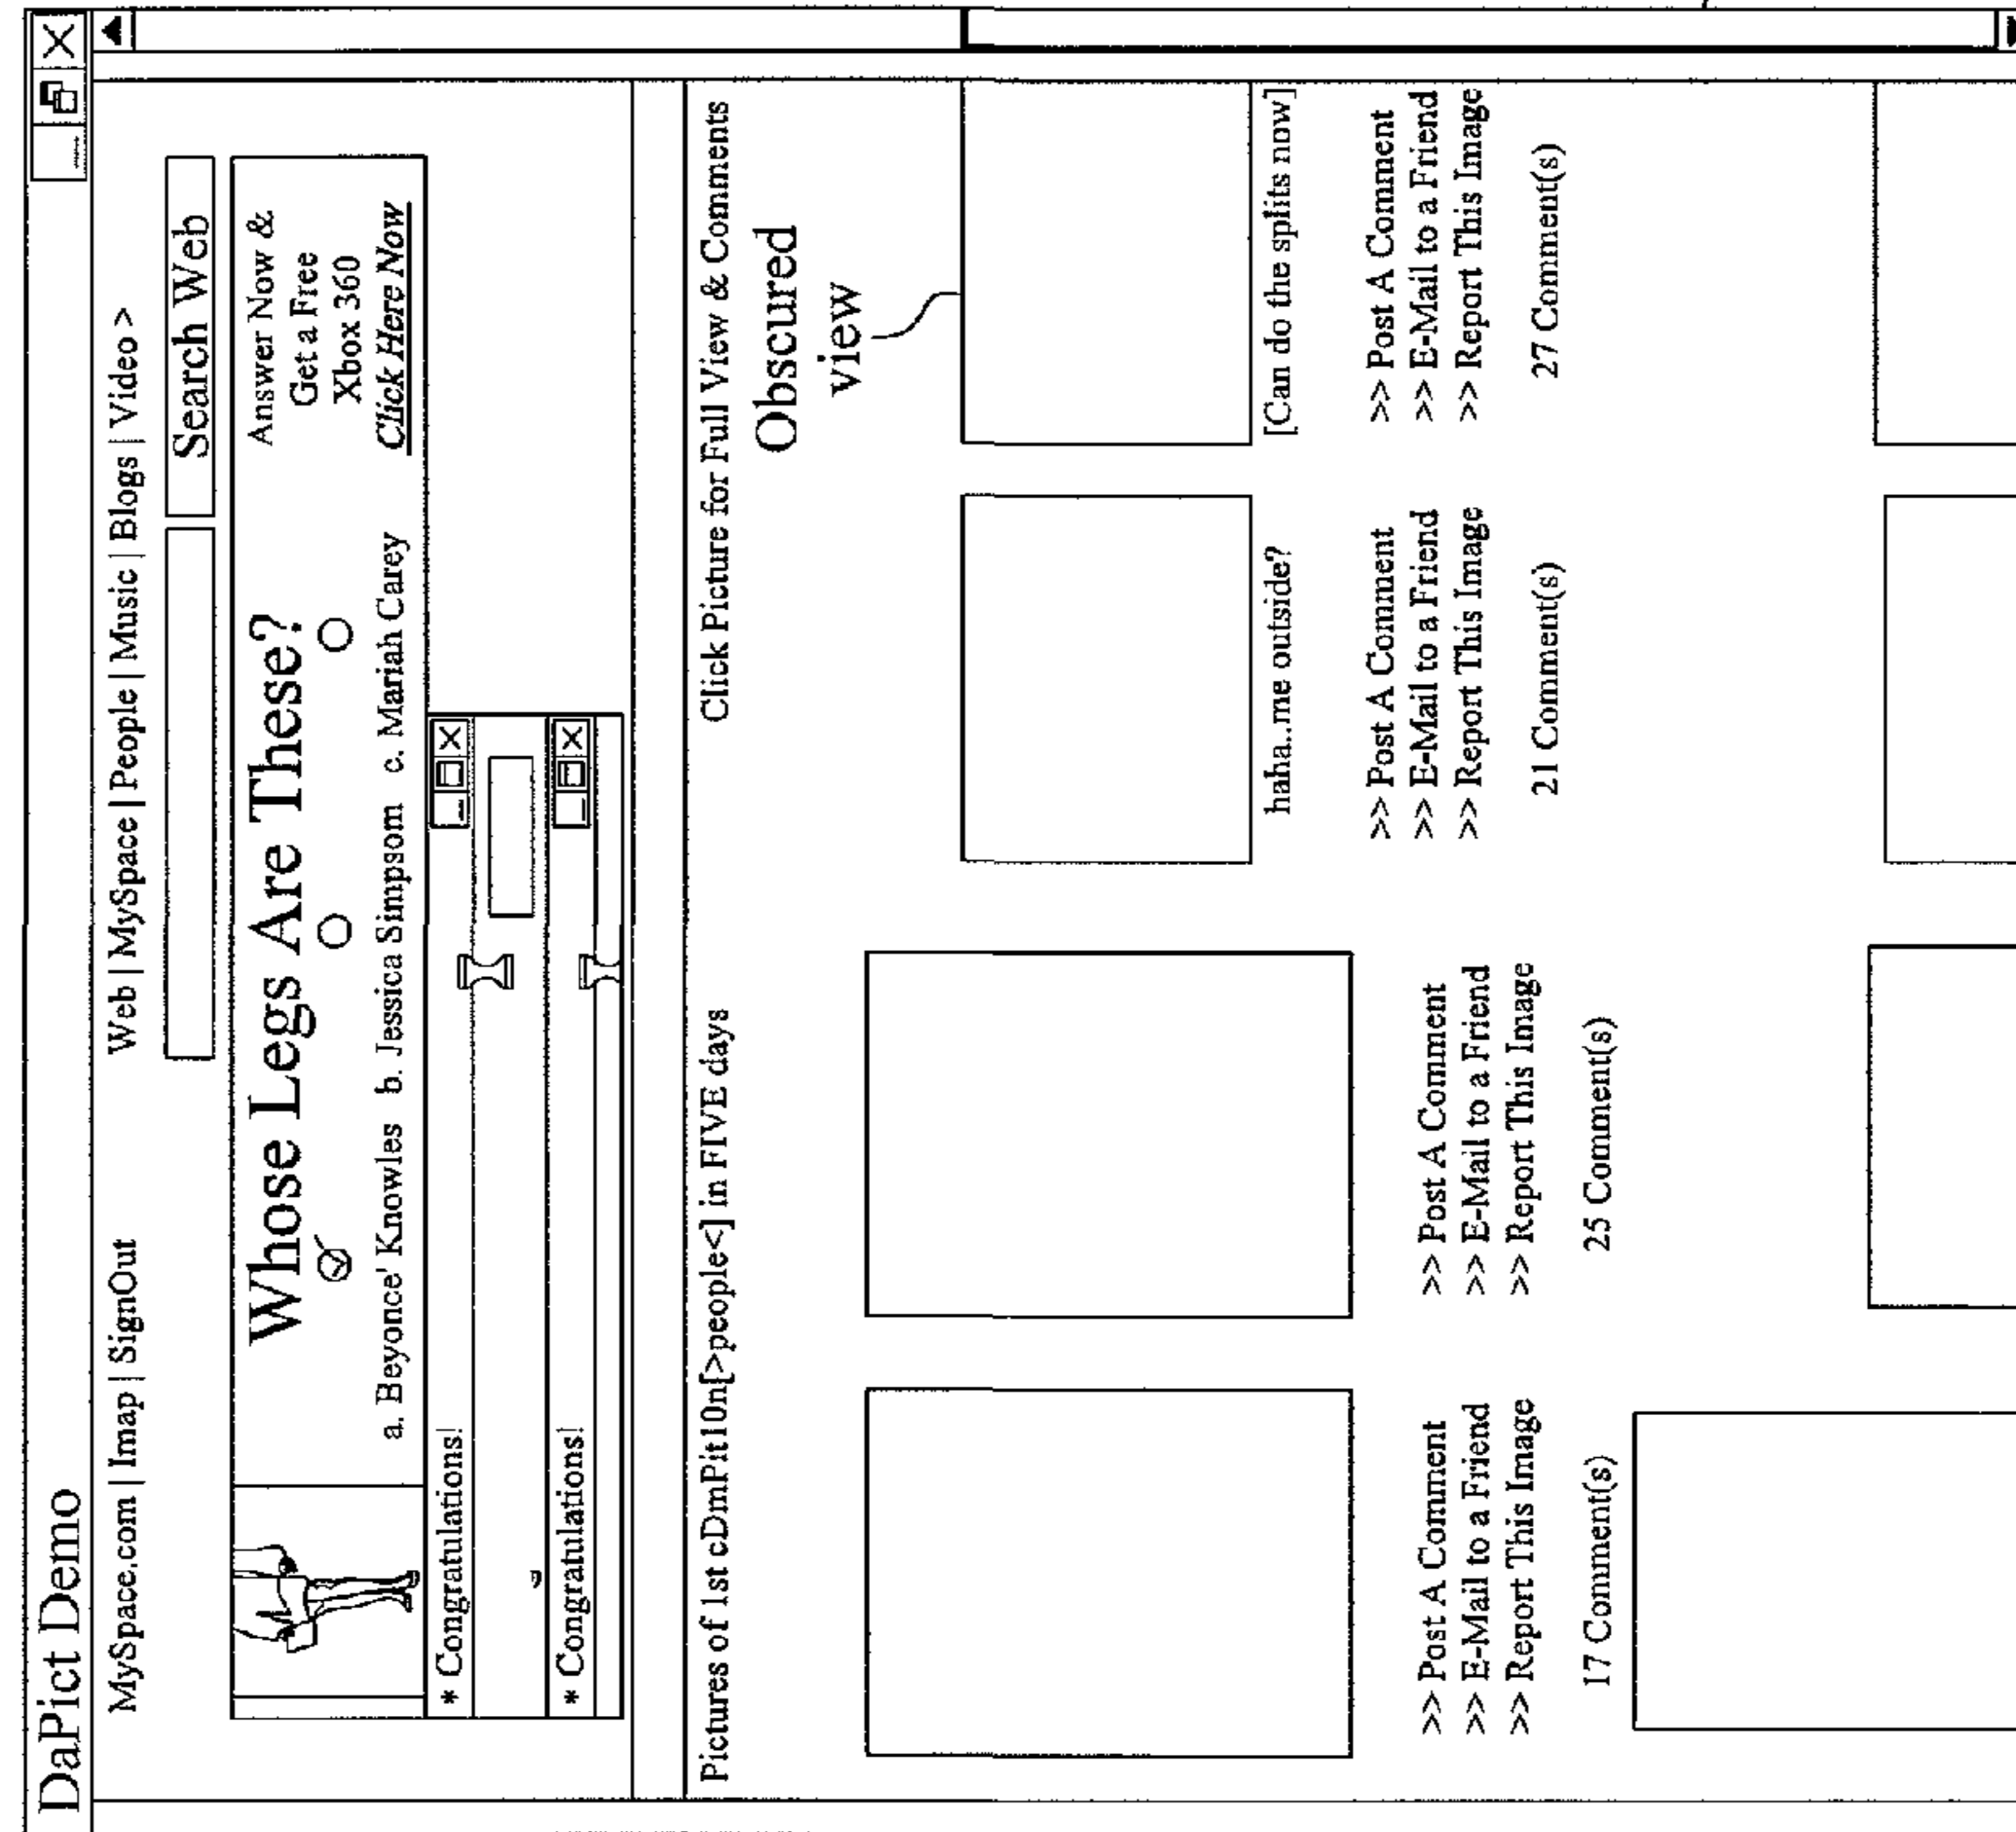 DaPict Demo
MySpace.com | Imap | SignOut
Web | MySpace | People | Music | Blogs | Video >
Search Web
Whose Legs Are These?
a. Beyonce' Knowles b. Jessica Simpsom c. Mariah Carey
Answer Now &
Get a Free
Xbox 360
Click Here Now
* Congratulations!
* Congratulations!
Pictures of 1st cDmPit10n[>people<] in FIVE days
Click Picture for Full View & Comments
Obscured
view
>> Post A Comment
>> E-Mail to a Friend
>> Report This Image
17 Comment(s)
>> Post A Comment
>> E-Mail to a Friend
>> Report This Image
25 Comment(s)
haha..me outside?
>> Post A Comment
>> E-Mail to a Friend
>> Report This Image
21 Comment(s)
[Can do the splits now]
>> Post A Comment
>> E-Mail to a Friend
>> Report This Image
27 Comment(s)